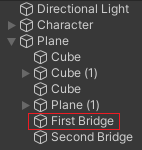 Directional Light
Character
Plane
Cube
Cube (1)
Cube
Plane (1)
First Bridge
Second Bridge